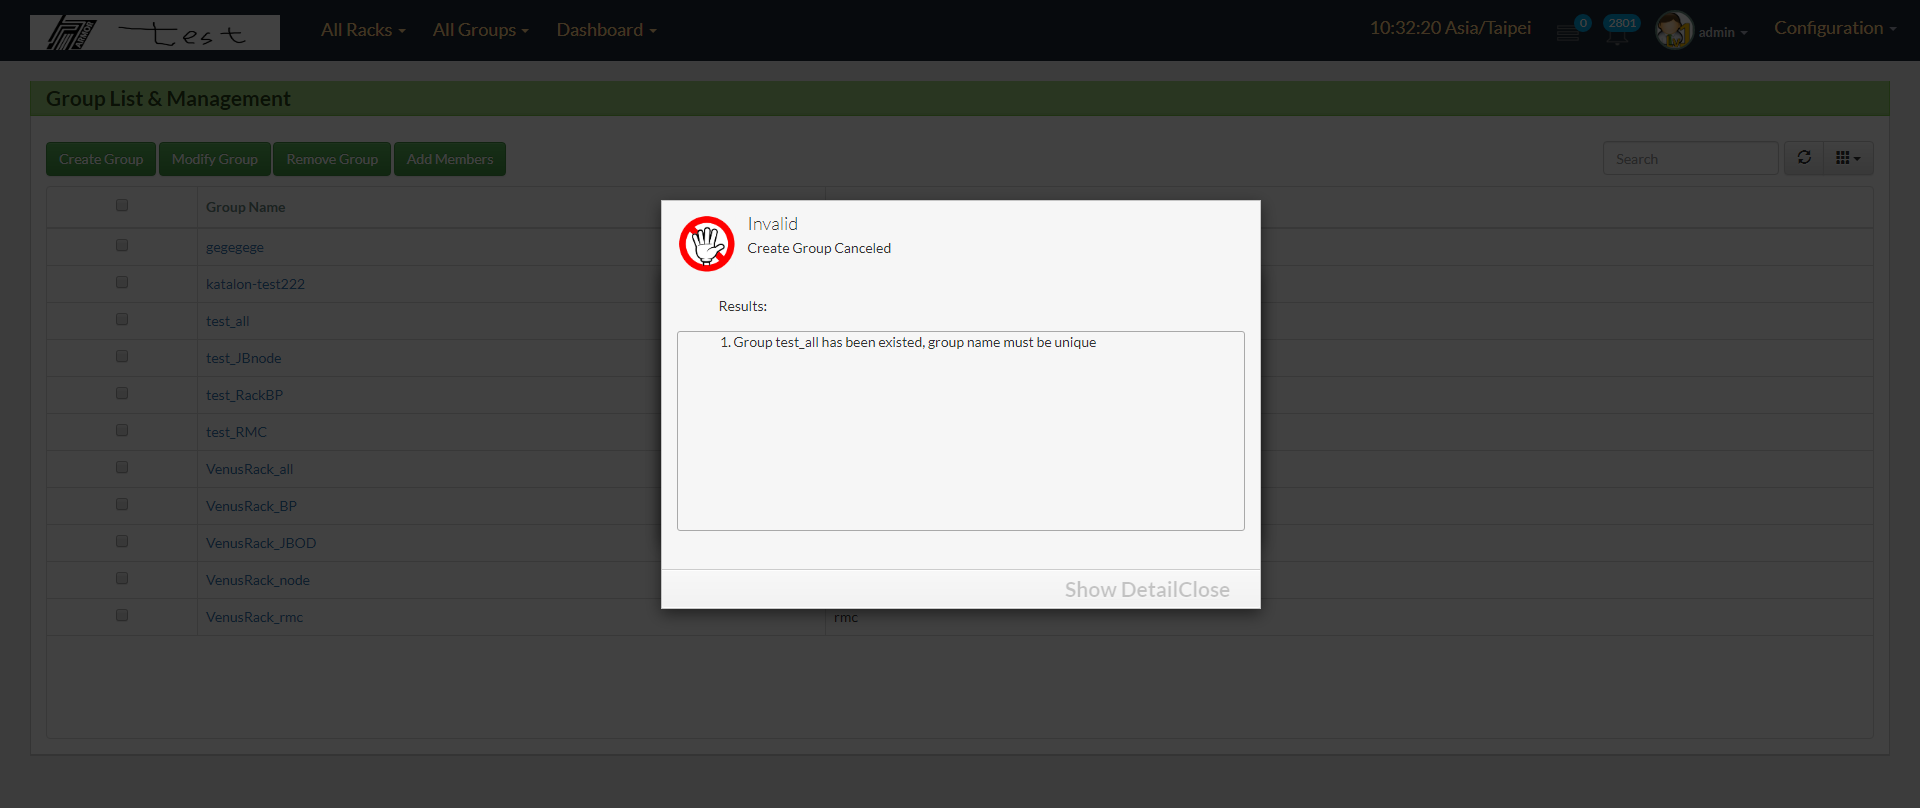 ARBOR test All Racks All Groups Dashboard 10:32:20 Asia/Taipei 0 2801 admin Configuration
Group List & Management
Create Group Modify Group Remove Group Add Members Search
Group Name
gegegege
katalon-test222
test_all
test_JBnode
test_RackBP
test_RMC
VenusRack_all
VenusRack_BP
VenusRack_JBOD
VenusRack_node
VenusRack_rmc rmc
Invalid
Create Group Canceled
Results:
1. Group test_all has been existed, group name must be unique
Show Detail Close